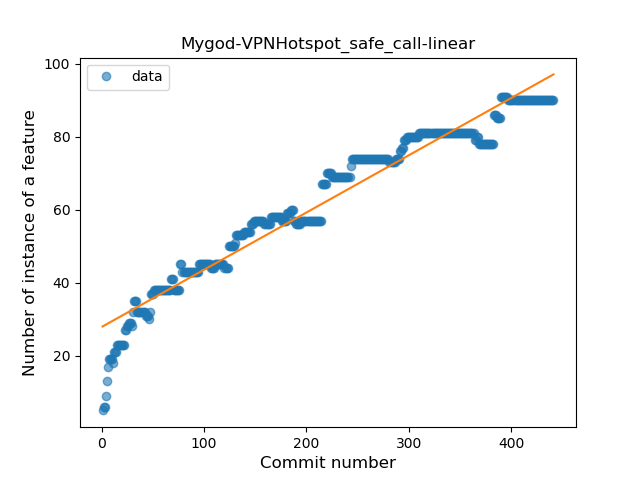 Mygod-VPNHotspot_safe_call-linear
data
Number of instance of a feature
100
80
60
40
20
0 100 200 300 400
Commit number